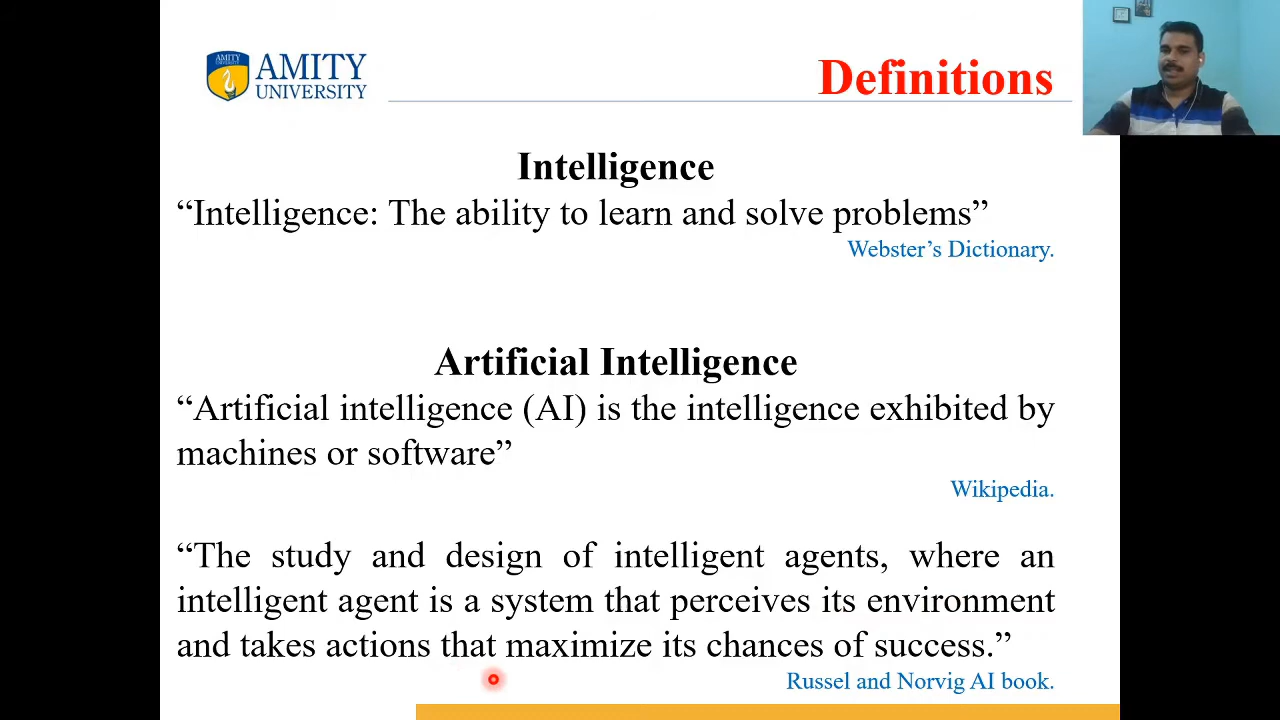 AMITY
UNIVERSITY
AMITY
UNIVERSITY
Definitions
Intelligence
“Intelligence: The ability to learn and solve problems”
Webster’s Dictionary.
Artificial Intelligence
“Artificial intelligence (AI) is the intelligence exhibited by
machines or software”
Wikipedia.
“The study and design of intelligent agents, where an
intelligent agent is a system that perceives its environment
and takes actions that maximize its chances of success.”
Russel and Norvig AI book.